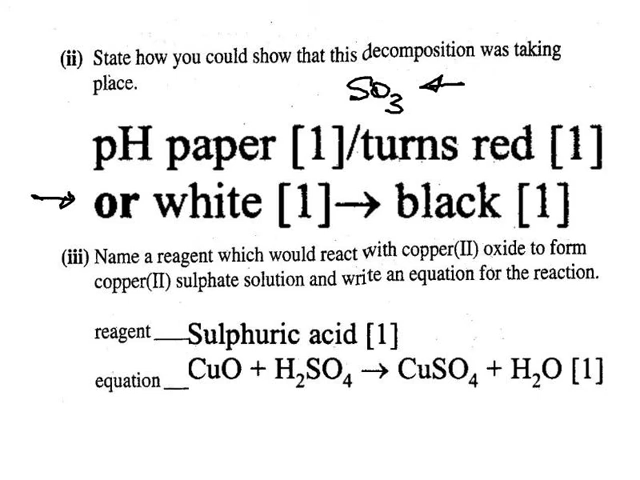 (ii) State how you could show that this decomposition was taking
place.
SO₃ ←
pH paper [1]/turns red [1]
→ or white [1]→ black [1]
(iii) Name a reagent which would react with copper(II) oxide to form
copper(II) sulphate solution and write an equation for the reaction.
reagent __Sulphuric acid [1]
equation __CuO + H₂SO₄ → CuSO₄ + H₂O [1]